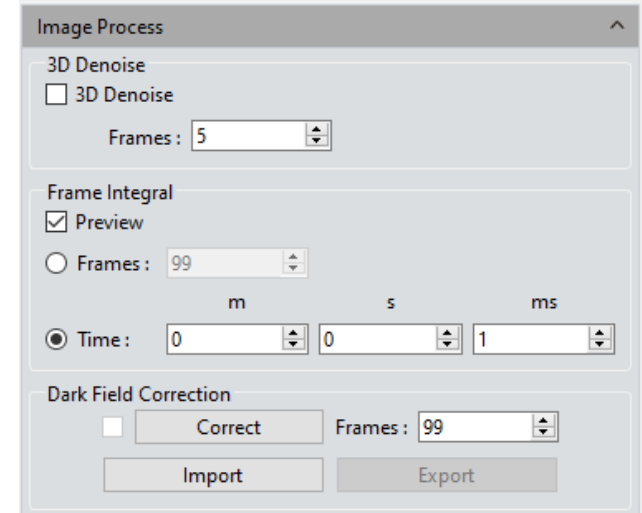 Image Process
3D Denoise
3D Denoise
Frames : 5
Frame Integral
Preview
Frames : 99
m s ms
Time : 0 0 1
Dark Field Correction
Correct Frames : 99
Import Export